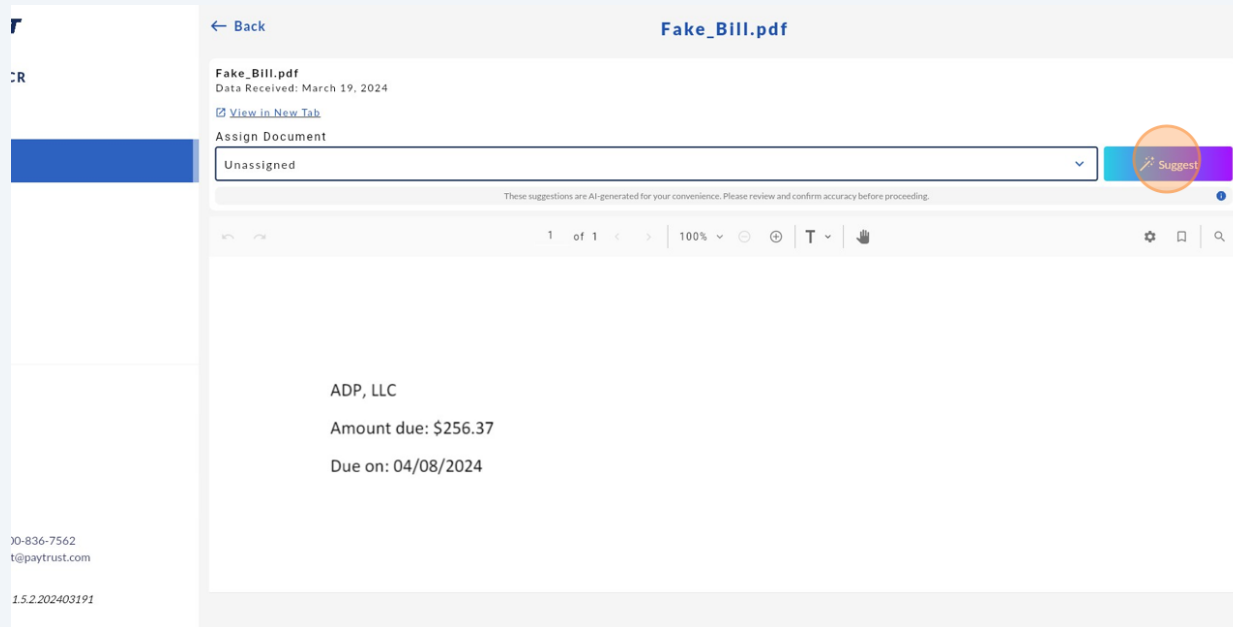 T
← Back
Fake_Bill.pdf
CR
Fake_Bill.pdf
Data Received: March 19, 2024
View in New Tab
Assign Document
Unassigned
Suggest
These suggestions are AI-generated for your convenience. Please review and confirm accuracy before proceeding.
1 of 1
100%
T
ADP, LLC
Amount due: $256.37
Due on: 04/08/2024
00-836-7562
t@paytrust.com
1.5.2.202403191